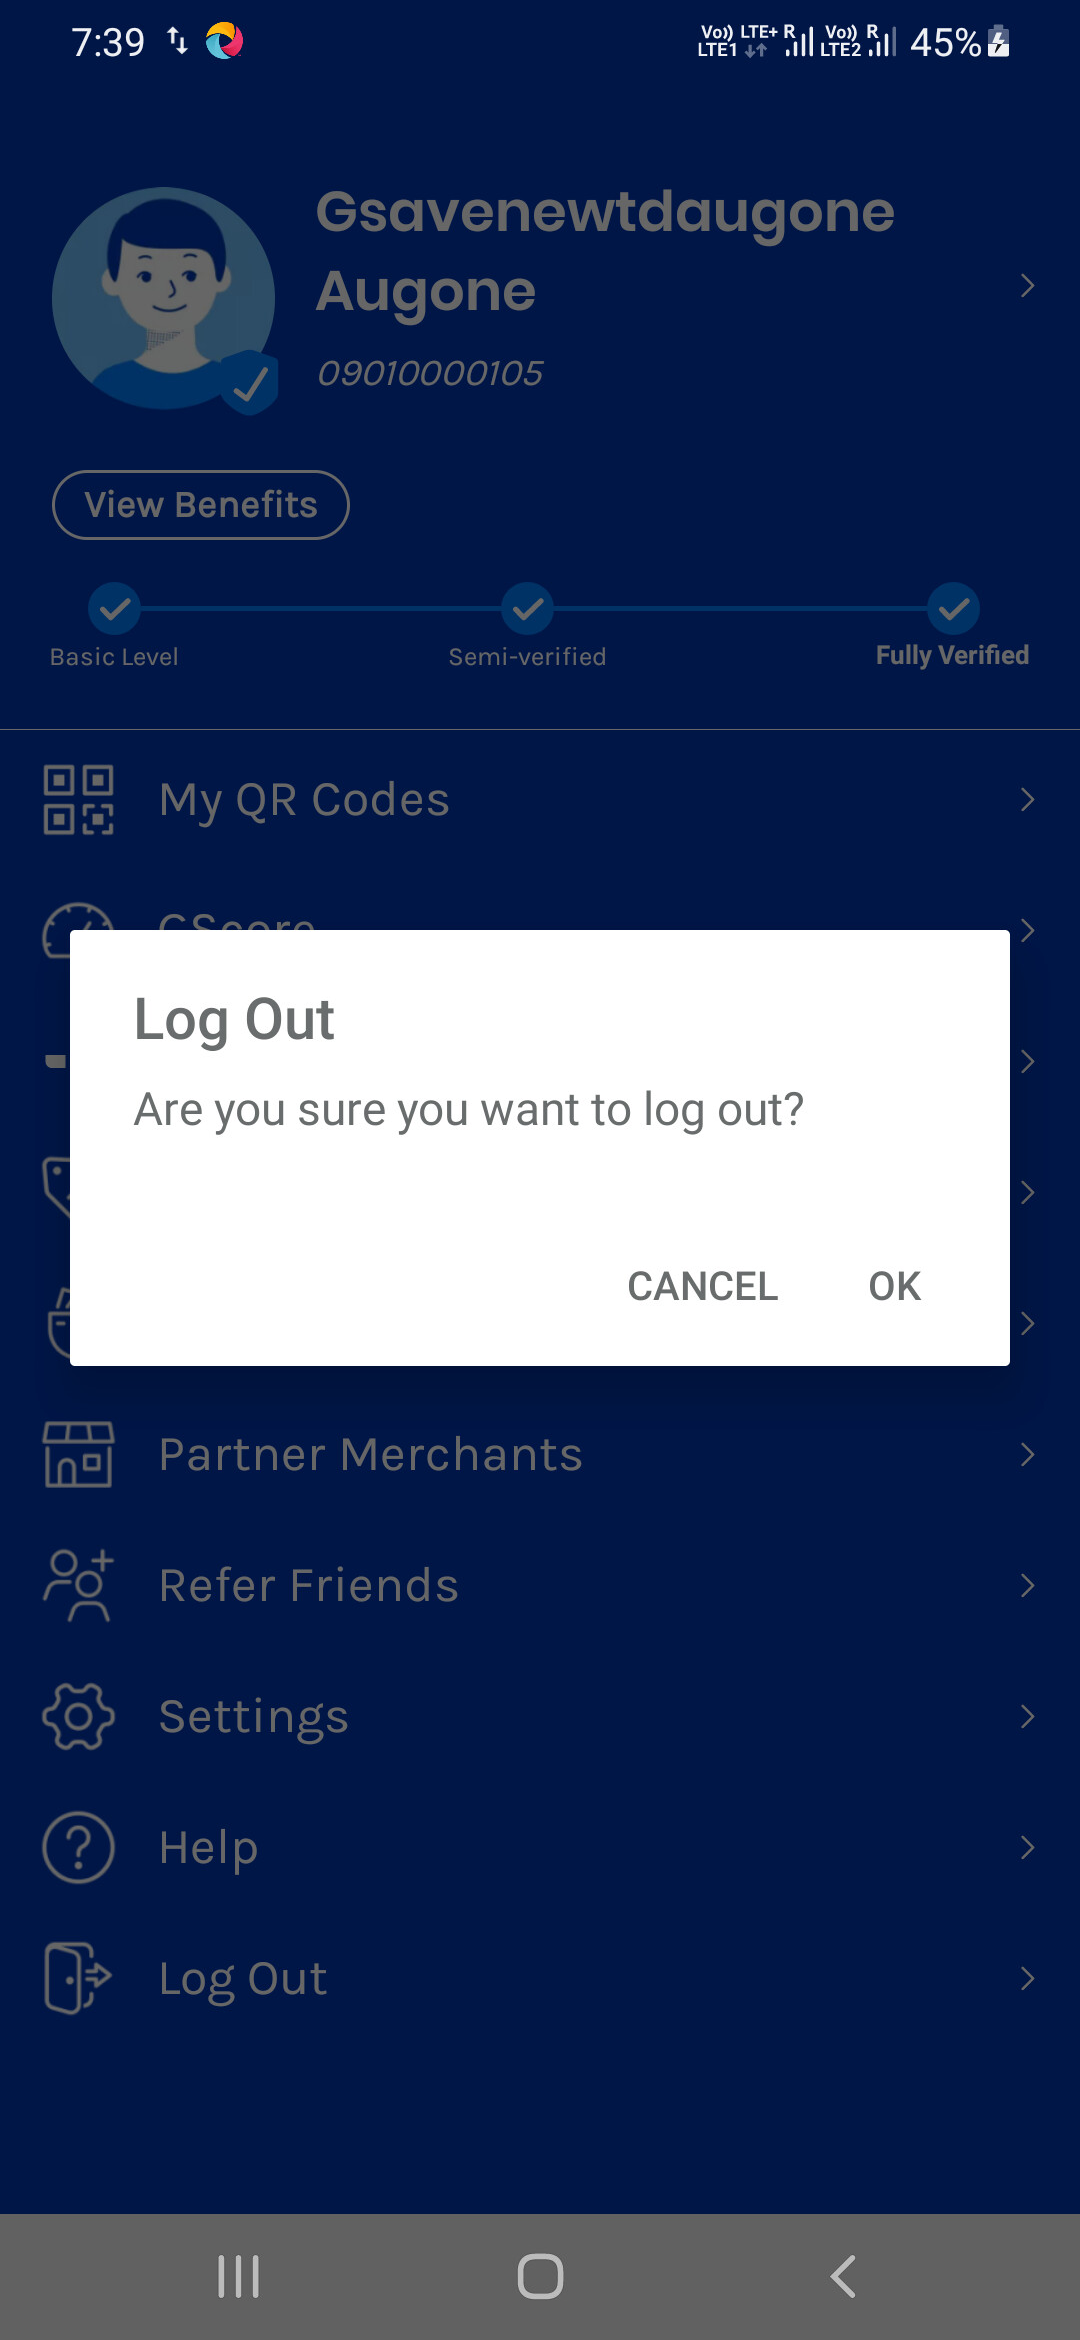 7:39
Vo)) LTE+ R Vo)) R
LTE1 LTE2 45%
Gsavenewtdaugone
Augone
09010000105
View Benefits
Basic Level Semi-verified Fully Verified
My QR Codes
GScore
Log Out
Are you sure you want to log out?
CANCEL OK
Partner Merchants
Refer Friends
Settings
Help
Log Out